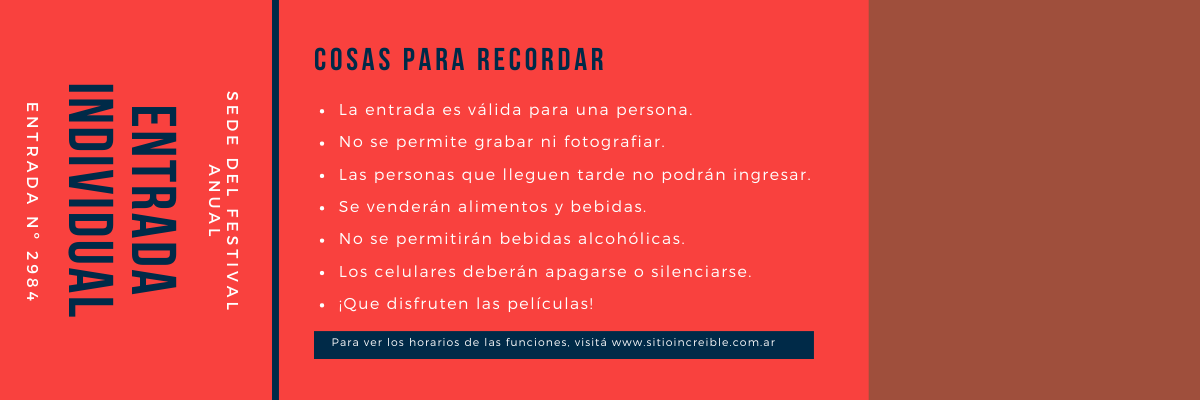 SEDE DEL FESTIVAL
ANUAL
ENTRADA
INDIVIDUAL
ENTRADA N° 2984
COSAS PARA RECORDAR
• La entrada es válida para una persona.
• No se permite grabar ni fotografiar.
• Las personas que lleguen tarde no podrán ingresar.
• Se venderán alimentos y bebidas.
• No se permitirán bebidas alcohólicas.
• Los celulares deberán apagarse o silenciarse.
• ¡Que disfruten las películas!
Para ver los horarios de las funciones, visitá www.sitioincreible.com.ar